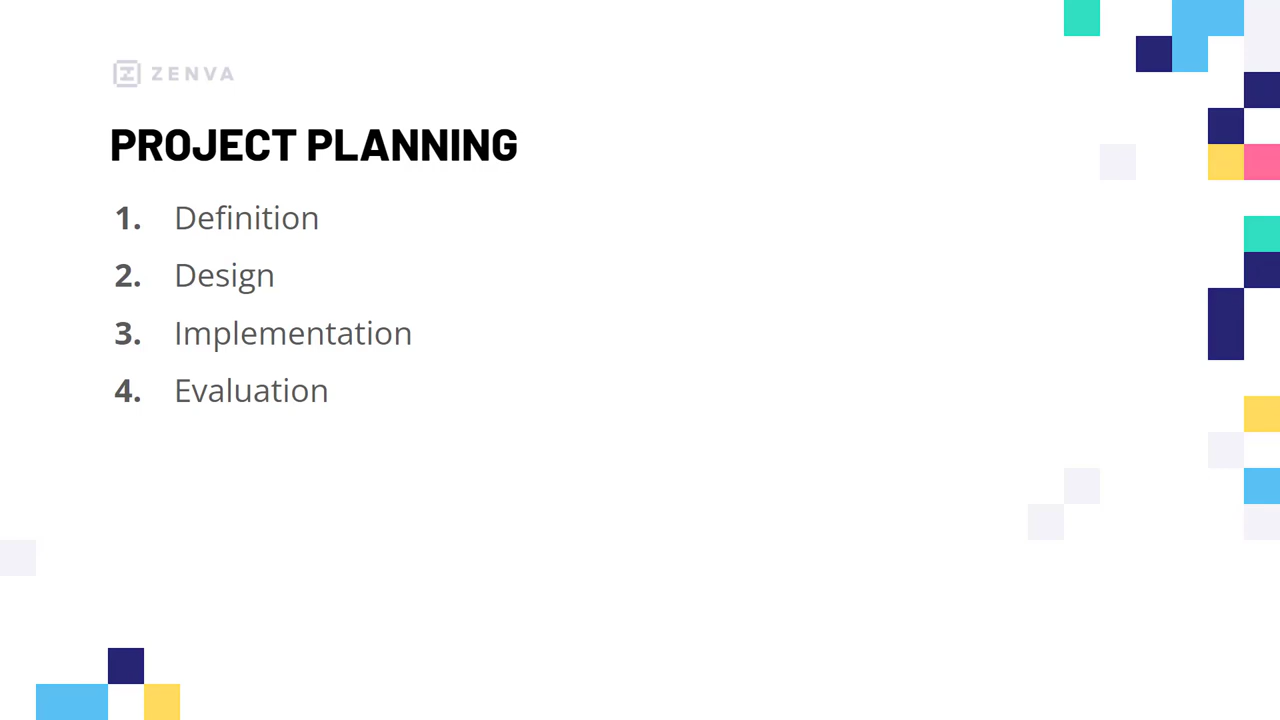 ZENVA
PROJECT PLANNING
1. Definition
2. Design
3. Implementation
4. Evaluation